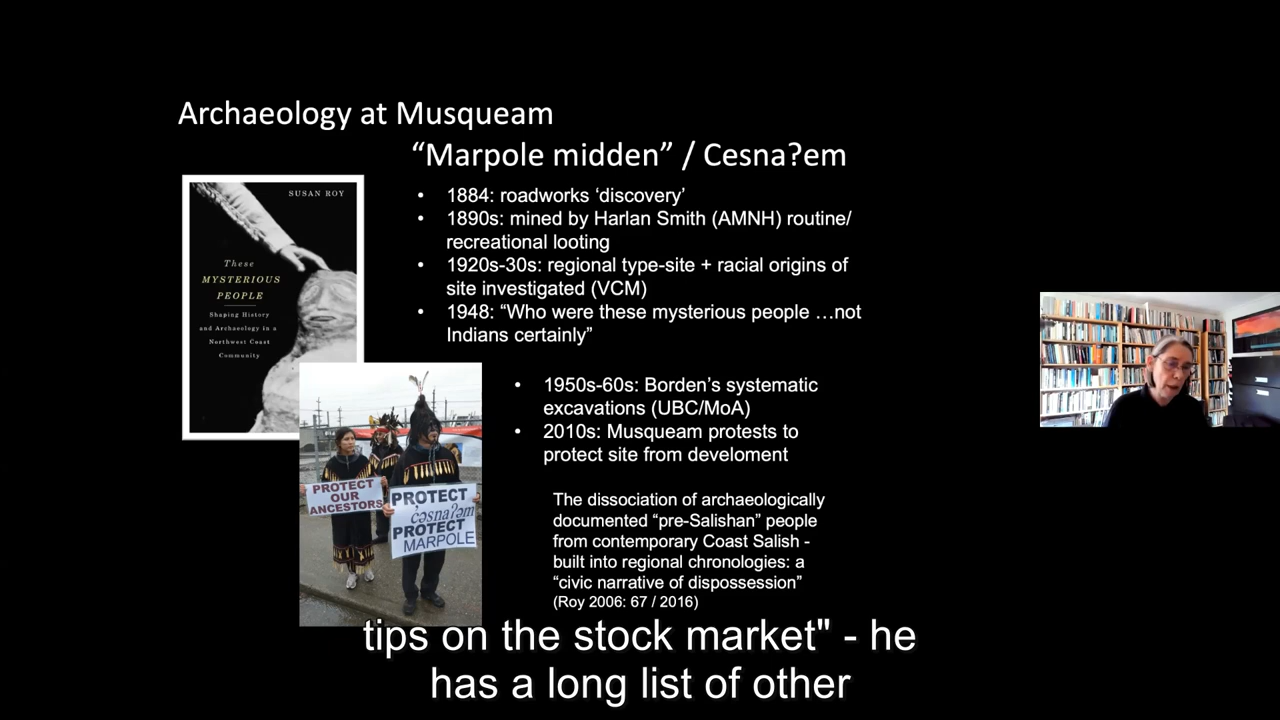 Archaeology at Musqueam
“Marpole midden” / Cesna?em
SUSAN ROY
These
MYSTERIOUS
PEOPLE
Shaping History
and Archaeology in a
Northwest Coast
Community
• 1884: roadworks ‘discovery’
• 1890s: mined by Harlan Smith (AMNH) routine/
recreational looting
• 1920s-30s: regional type-site + racial origins of
site investigated (VCM)
• 1948: “Who were these mysterious people …not
Indians certainly”
PROTECT
OUR
ANCESTORS
PROTECT
c̓əsnaʔəm
PROTECT
MARPOLE
• 1950s-60s: Borden’s systematic
excavations (UBC/MoA)
• 2010s: Musqueam protests to
protect site from develoment
The dissociation of archaeologically
documented “pre-Salishan” people
from contemporary Coast Salish -
built into regional chronologies: a
“civic narrative of dispossession”
(Roy 2006: 67 / 2016)
tips on the stock market" - he
has a long list of other